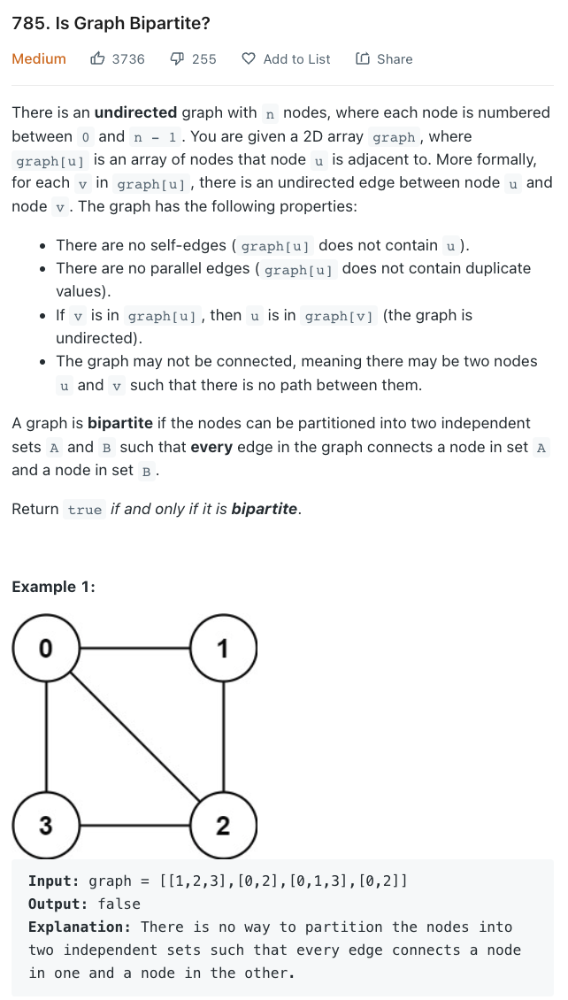 785. Is Graph Bipartite?
Medium 3736 255 Add to List Share
There is an undirected graph with n nodes, where each node is numbered
between 0 and n - 1. You are given a 2D array graph, where
graph[u] is an array of nodes that node u is adjacent to. More formally,
for each v in graph[u], there is an undirected edge between node u and
node v. The graph has the following properties:
• There are no self-edges (graph[u] does not contain u).
• There are no parallel edges (graph[u] does not contain duplicate
values).
• If v is in graph[u], then u is in graph[v] (the graph is
undirected).
• The graph may not be connected, meaning there may be two nodes
u and v such that there is no path between them.
A graph is bipartite if the nodes can be partitioned into two independent
sets A and B such that every edge in the graph connects a node in set A
and a node in set B.
Return true if and only if it is bipartite.
Example 1:
0 1
3 2
Input: graph = [[1,2,3],[0,2],[0,1,3],[0,2]]
Output: false
Explanation: There is no way to partition the nodes into
two independent sets such that every edge connects a node
in one and a node in the other.